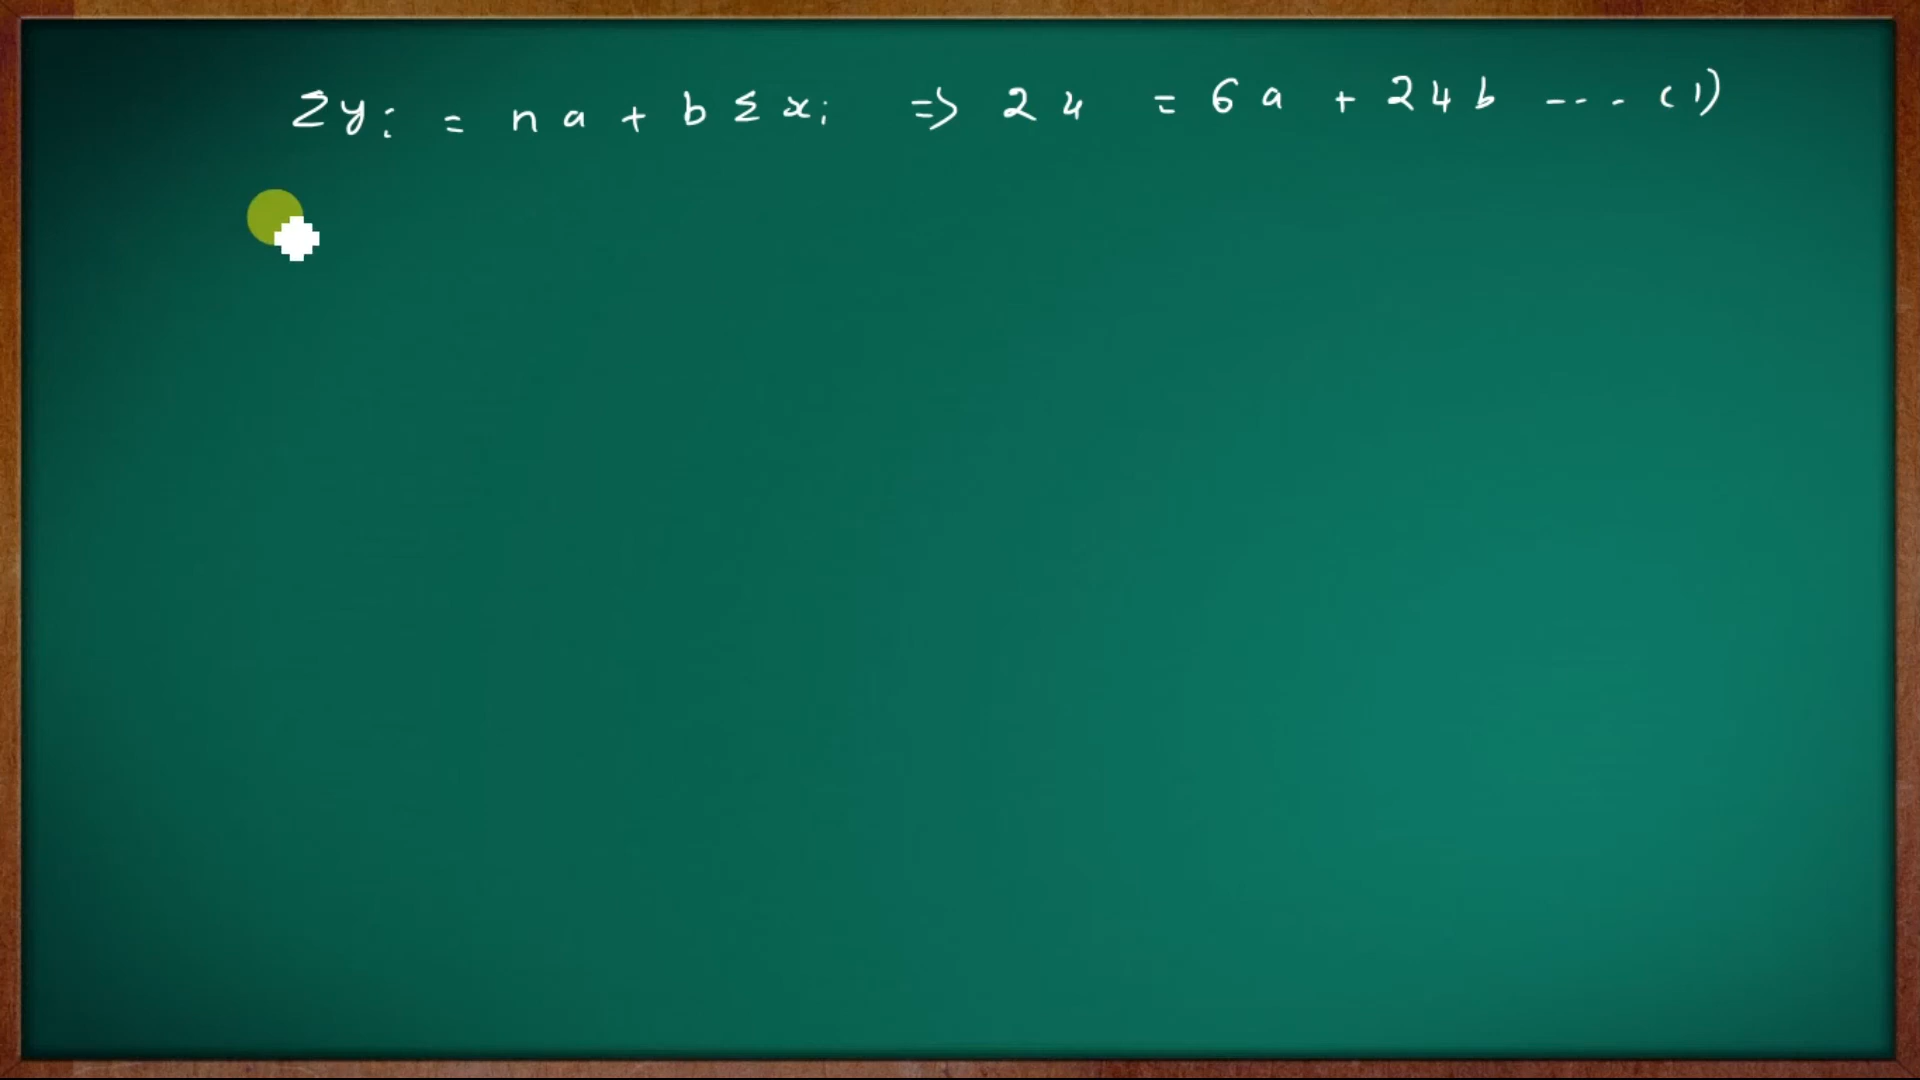 Σyi = na + bΣxi => 24 = 6a + 24b --- (1)